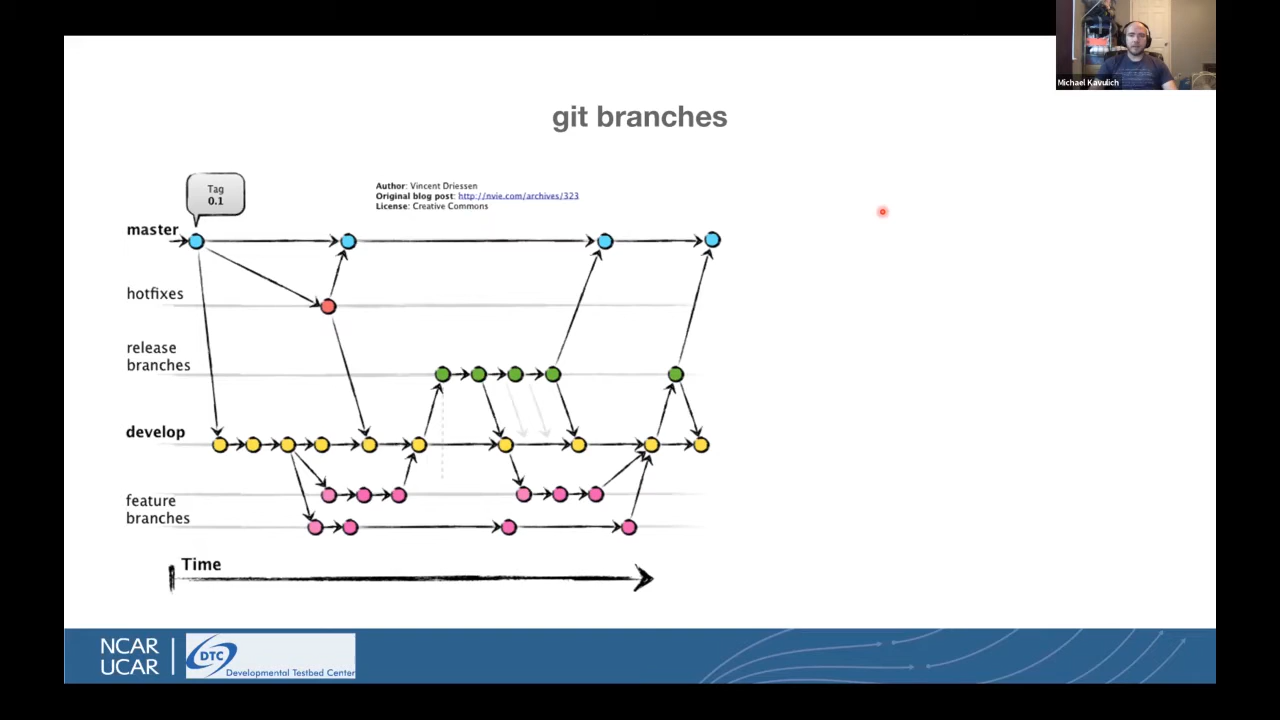 Michael Kavulich
git branches
Tag
0.1
Author: Vincent Driessen
Original blog post: http://nvie.com/archives/323
License: Creative Commons
master
hotfixes
release
branches
develop
feature
branches
Time
NCAR
UCAR
DTC
Developmental Testbed Center